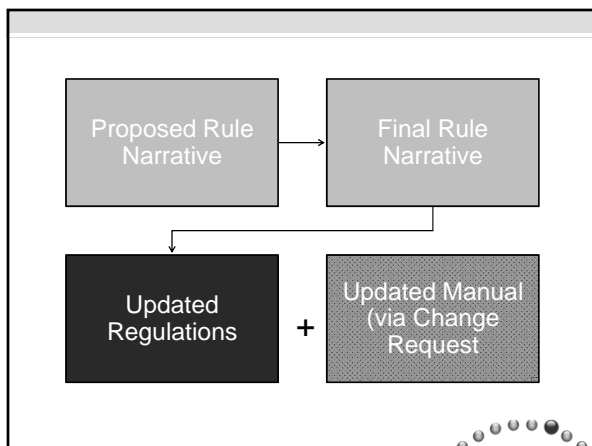 Proposed Rule
Narrative
Final Rule
Narrative
Updated
Regulations
+
Updated Manual
(via Change
Request